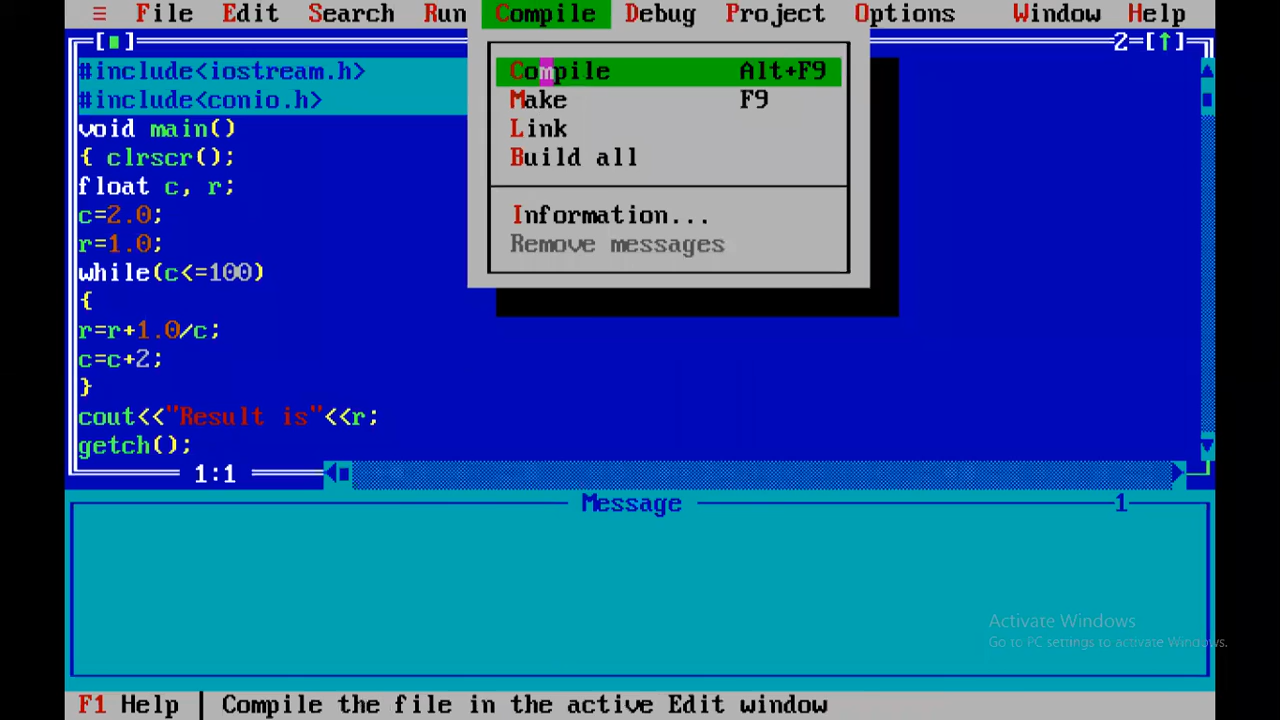 ≡ File Edit Search Run Compile Debug Project Options Window Help
[■] 2=[↑]
#include<iostream.h>
#include<conio.h>
void main()
{ clrscr();
float c, r;
c=2.0;
r=1.0;
while(c<=100)
{
r=r+1.0/c;
c=c+2;
}
cout<<"Result is"<<r;
getch();
1:1
Compile Alt+F9
Make F9
Link
Build all
Information...
Remove messages
Message 1
Activate Windows
Go to PC settings to activate Windows.
F1 Help | Compile the file in the active Edit window